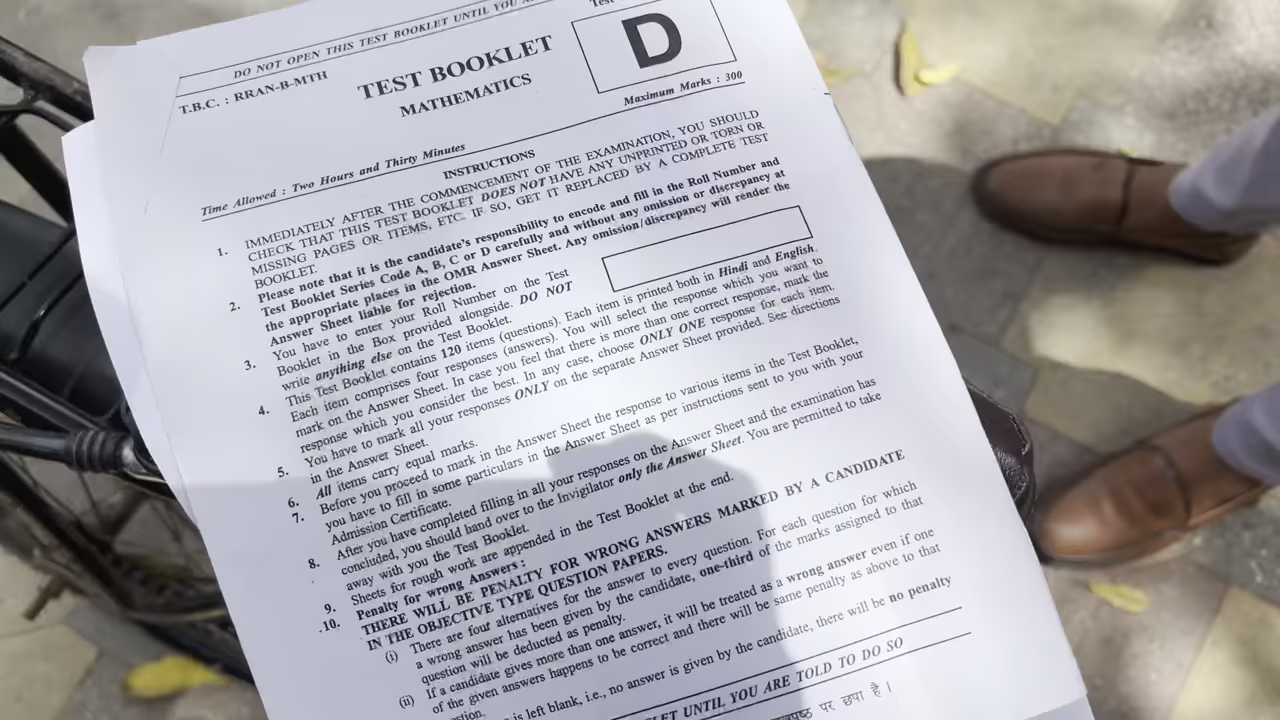 DO NOT OPEN THIS TEST BOOKLET UNTIL YOU
T.B.C. : RRAN-B-MTH
TEST BOOKLET
MATHEMATICS
D
Time Allowed : Two Hours and Thirty Minutes
Maximum Marks : 300
INSTRUCTIONS
1. IMMEDIATELY AFTER THE COMMENCEMENT OF THE EXAMINATION, YOU SHOULD
CHECK THAT THIS TEST BOOKLET DOES NOT HAVE ANY UNPRINTED OR TORN OR
MISSING PAGES OR ITEMS, ETC. IF SO, GET IT REPLACED BY A COMPLETE TEST
BOOKLET.
2. Please note that it is the candidate's responsibility to encode and fill in the Roll Number and
Test Booklet Series Code A, B, C or D carefully and without any omission or discrepancy at
the appropriate places in the OMR Answer Sheet. Any omission/discrepancy will render the
Answer Sheet liable for rejection.
3. You have to enter your Roll Number on the Test
Booklet in the Box provided alongside. DO NOT
write anything else on the Test Booklet.
4. This Test Booklet contains 120 items (questions). Each item is printed both in Hindi and English.
Each item comprises four responses (answers). You will select the response which you want to
mark on the Answer Sheet. In case you feel that there is more than one correct response, mark the
response which you consider the best. In any case, choose ONLY ONE response for each item.
5. You have to mark all your responses ONLY on the separate Answer Sheet provided. See directions
in the Answer Sheet.
6. All items carry equal marks.
7. Before you proceed to mark in the Answer Sheet the response to various items in the Test Booklet,
you have to fill in some particulars in the Answer Sheet as per instructions sent to you with your
Admission Certificate.
8. After you have completed filling in all your responses on the Answer Sheet and the examination has
concluded, you should hand over to the Invigilator only the Answer Sheet. You are permitted to take
away with you the Test Booklet.
9. Sheets for rough work are appended in the Test Booklet at the end.
10. Penalty for wrong Answers :
THERE WILL BE PENALTY FOR WRONG ANSWERS MARKED BY A CANDIDATE
IN THE OBJECTIVE TYPE QUESTION PAPERS.
(i) There are four alternatives for the answer to every question. For each question for which
a wrong answer has been given by the candidate, one-third of the marks assigned to that
question will be deducted as penalty.
(ii) If a candidate gives more than one answer, it will be treated as a wrong answer even if one
of the given answers happens to be correct and there will be same penalty as above to that
is left blank, i.e., no answer is given by the candidate, there will be no penalty
UNTIL YOU ARE TOLD TO DO SO
पर छपा है।